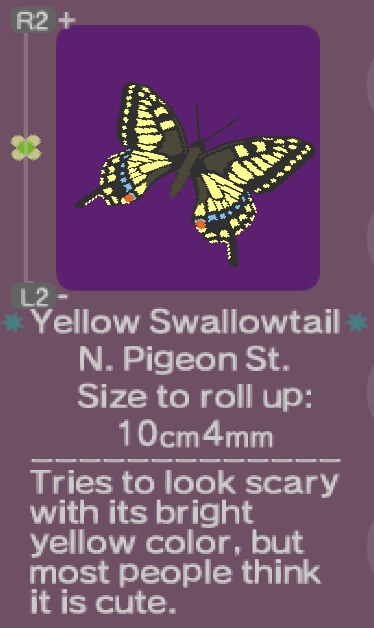 R2 +
L2 -
Yellow Swallowtail
N. Pigeon St.
Size to roll up:
10cm4mm
Tries to look scary
with its bright
yellow color, but
most people think
it is cute.